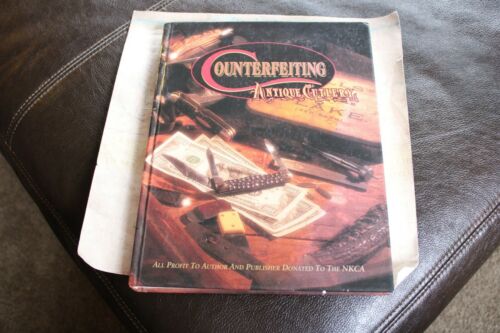 COUNTERFEITING
ANTIQUE CUTLERY
ALL PROFIT TO AUTHOR AND PUBLISHER DONATED TO THE NKCA